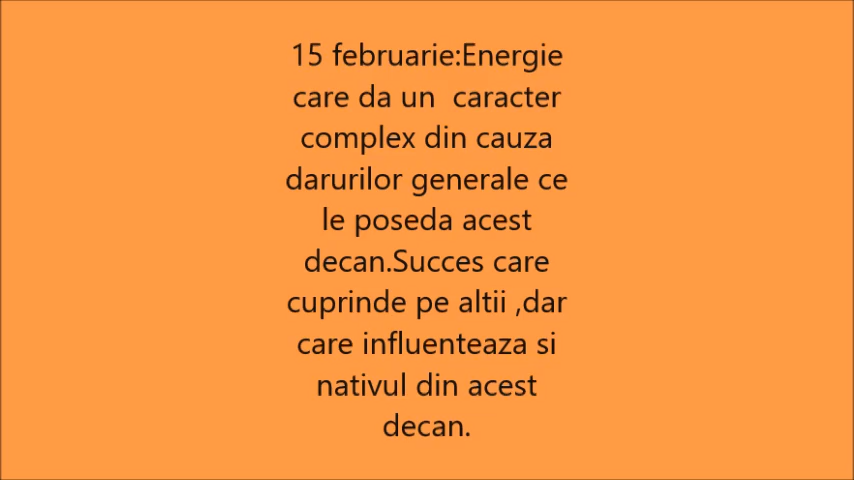 15 februarie:Energie
care da un  caracter
complex din cauza
darurilor generale ce
le poseda acest
decan.Succes care
cuprinde pe altii ,dar
care influenteaza si
nativul din acest
decan.